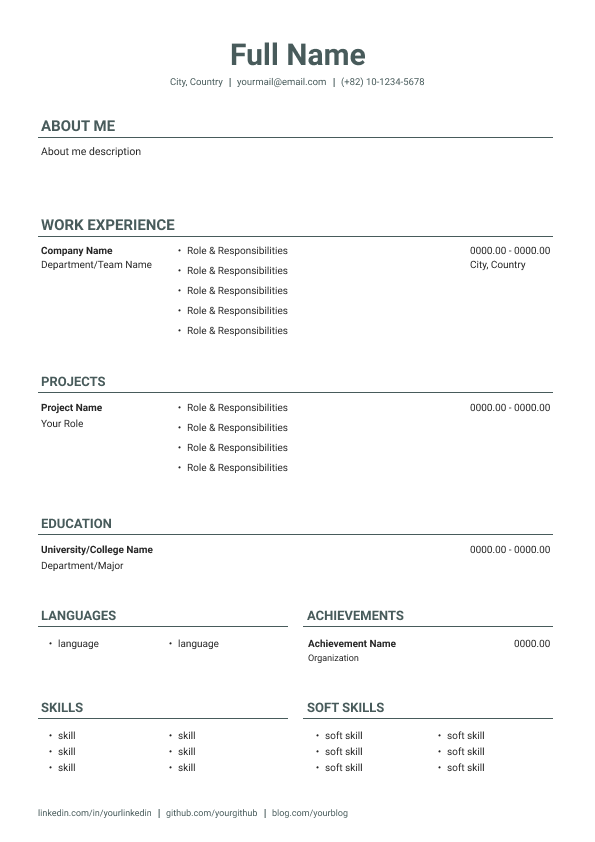 Full Name
City, Country | yourmail@email.com | (+82) 10-1234-5678
ABOUT ME
About me description
WORK EXPERIENCE
Company Name
Department/Team Name
• Role & Responsibilities
• Role & Responsibilities
• Role & Responsibilities
• Role & Responsibilities
• Role & Responsibilities
0000.00 - 0000.00
City, Country
PROJECTS
Project Name
Your Role
• Role & Responsibilities
• Role & Responsibilities
• Role & Responsibilities
• Role & Responsibilities
0000.00 - 0000.00
EDUCATION
University/College Name 0000.00 - 0000.00
Department/Major
LANGUAGES
• language • language
ACHIEVEMENTS
Achievement Name 0000.00
Organization
SKILLS
• skill • skill
• skill • skill
• skill • skill
SOFT SKILLS
• soft skill • soft skill
• soft skill • soft skill
• soft skill • soft skill
linkedin.com/in/yourlinkedin | github.com/yourgithub | blog.com/yourblog